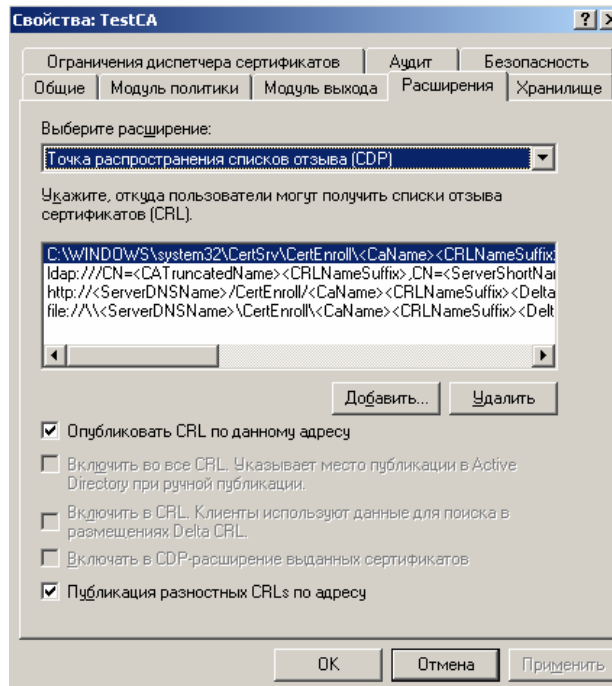 Свойства: TestCA
Ограничения диспетчера сертификатов
Аудит
Безопасность
Общие
Модуль политики
Модуль выхода
Расширения
Хранилище
Выберите расширение:
Точка распространения списков отзыва (CDP)
Укажите, откуда пользователи могут получить списки отзыва
сертификатов (CRL).
C:\WINDOWS\system32\CertSrv\CertEnroll\<CaName><CRLNameSuffix
ldap:///CN=<CATruncatedName><CRLNameSuffix>,CN=<ServerShortNar
http://<ServerDNSName>/CertEnroll/<CaName><CRLNameSuffix><Delta
file://\\<ServerDNSName>\CertEnroll\<CaName><CRLNameSuffix><Delt
Добавить...
Удалить
Опубликовать CRL по данному адресу
Включить во все CRL. Указывает место публикации в Active
Directory при ручной публикации.
Включить в CRL. Клиенты используют данные для поиска в
размещениях Delta CRL.
Включать в CDP-расширение выданных сертификатов
Публикация разностных CRLs по адресу
OK
Отмена
Применить